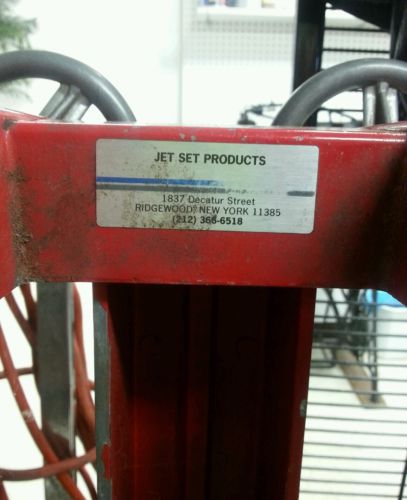 JET SET PRODUCTS
1837 Decatur Street
RIDGEWOOD, NEW YORK 11385
(212) 366-6518